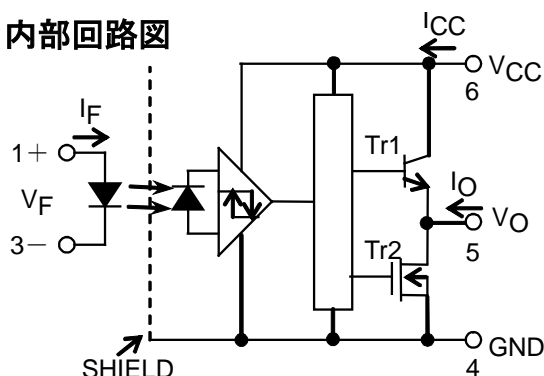 内部回路図
ICC
VCC
6
IF
1+
VF
3−
Tr1
IO
VO
5
Tr2
GND
4
SHIELD